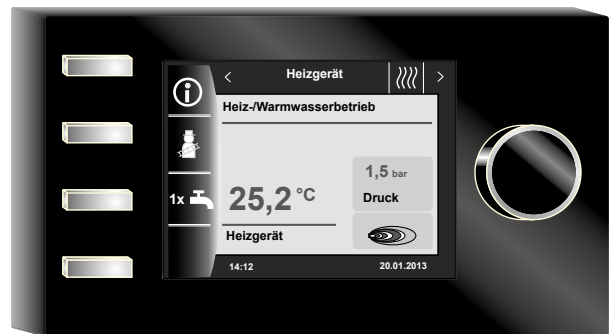 < Heizgerät >
Heiz-/Warmwasserbetrieb
1,5 bar
Druck
1x
25,2 °C
Heizgerät
14:12 20.01.2013